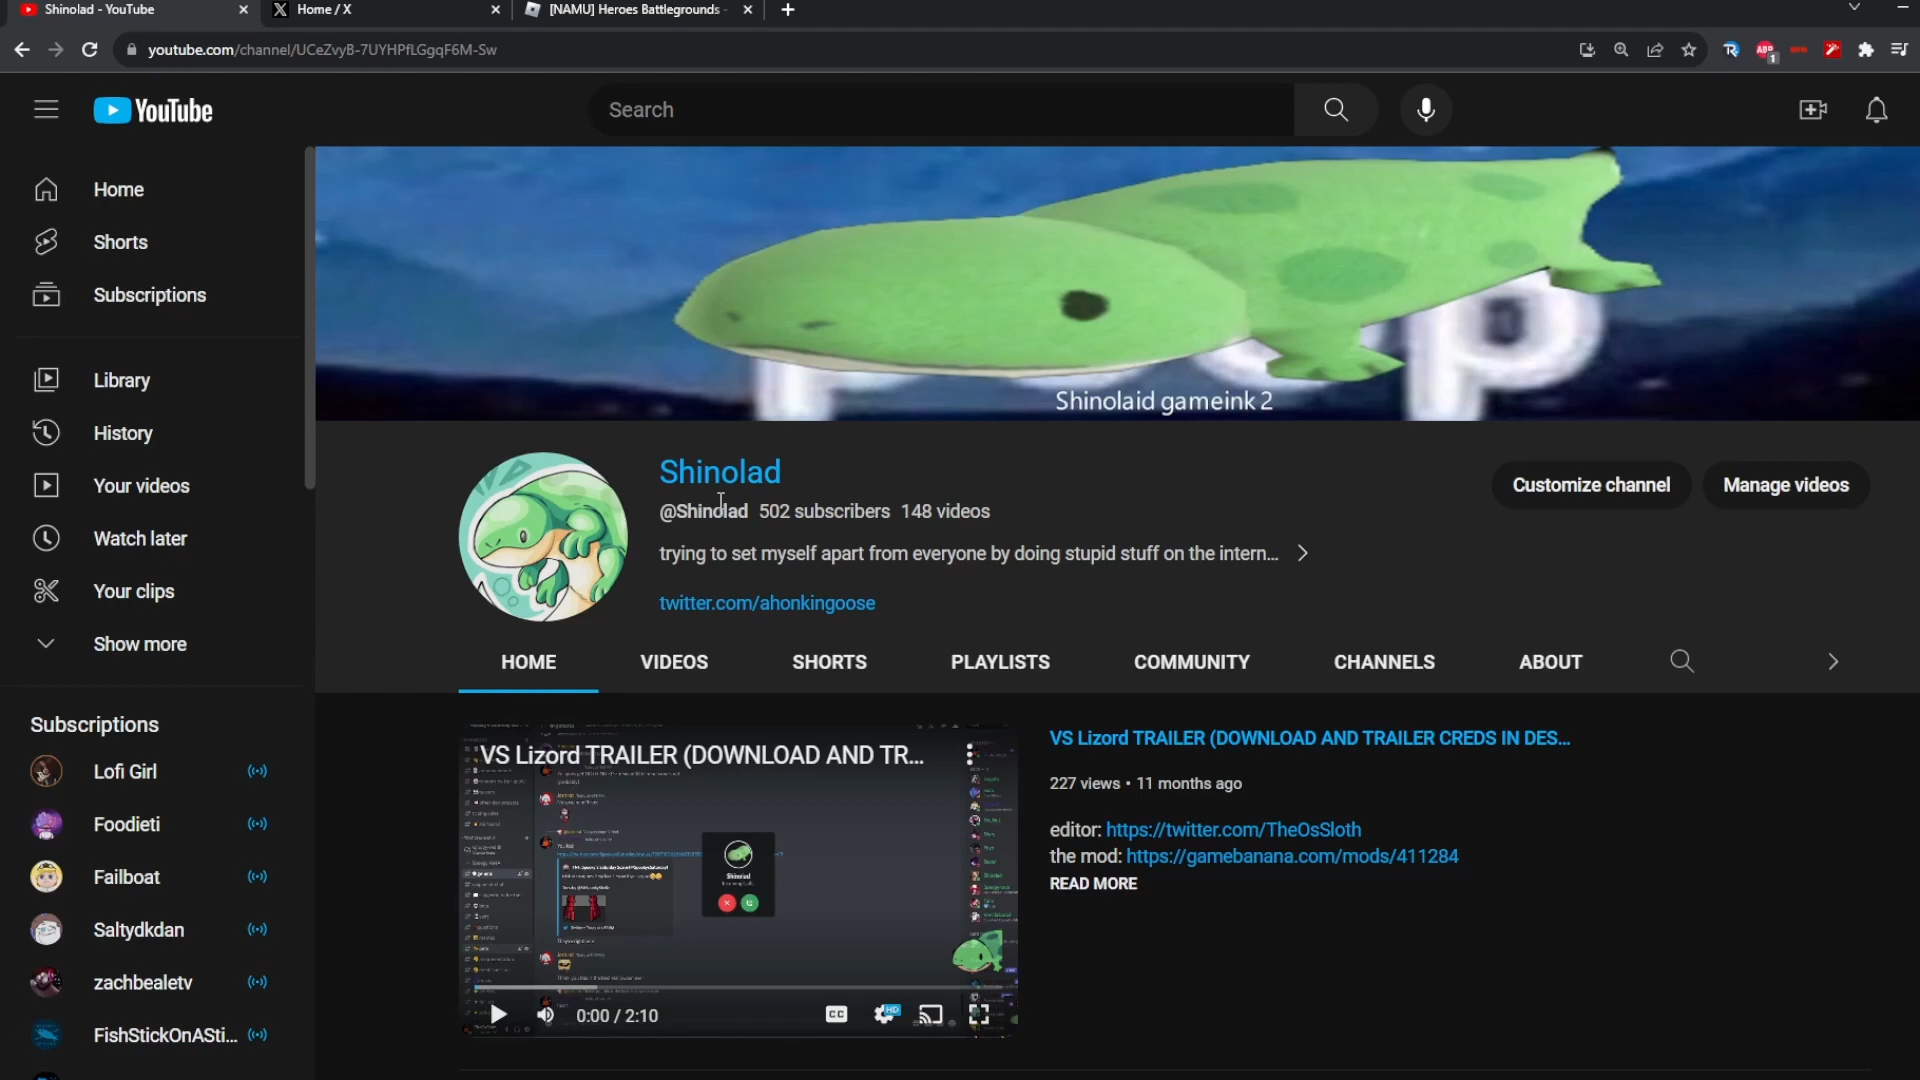 Shinolad - YouTube
Home / X
[NAMU] Heroes Battlegrounds -
youtube.com/channel/UCeZvyB-7UYHPfLGgqF6M-Sw
ABP
1
YouTube
Search
Home
Shorts
Subscriptions
Library
History
Your videos
Watch later
Your clips
Show more
Subscriptions
Lofi Girl
Foodieti
Failboat
Saltydkdan
zachbealetv
FishStickOnASti...
Shinolaid gameink 2
Shinolad
@Shinolad 502 subscribers 148 videos
trying to set myself apart from everyone by doing stupid stuff on the intern...
twitter.com/ahonkingoose
Customize channel
Manage videos
HOME
VIDEOS
SHORTS
PLAYLISTS
COMMUNITY
CHANNELS
ABOUT
VS Lizord TRAILER (DOWNLOAD AND TR...
Shinolad
0:00 / 2:10
CC
HD
VS Lizord TRAILER (DOWNLOAD AND TRAILER CREDS IN DES...
227 views • 11 months ago
editor: https://twitter.com/TheOsSloth
the mod: https://gamebanana.com/mods/411284
READ MORE